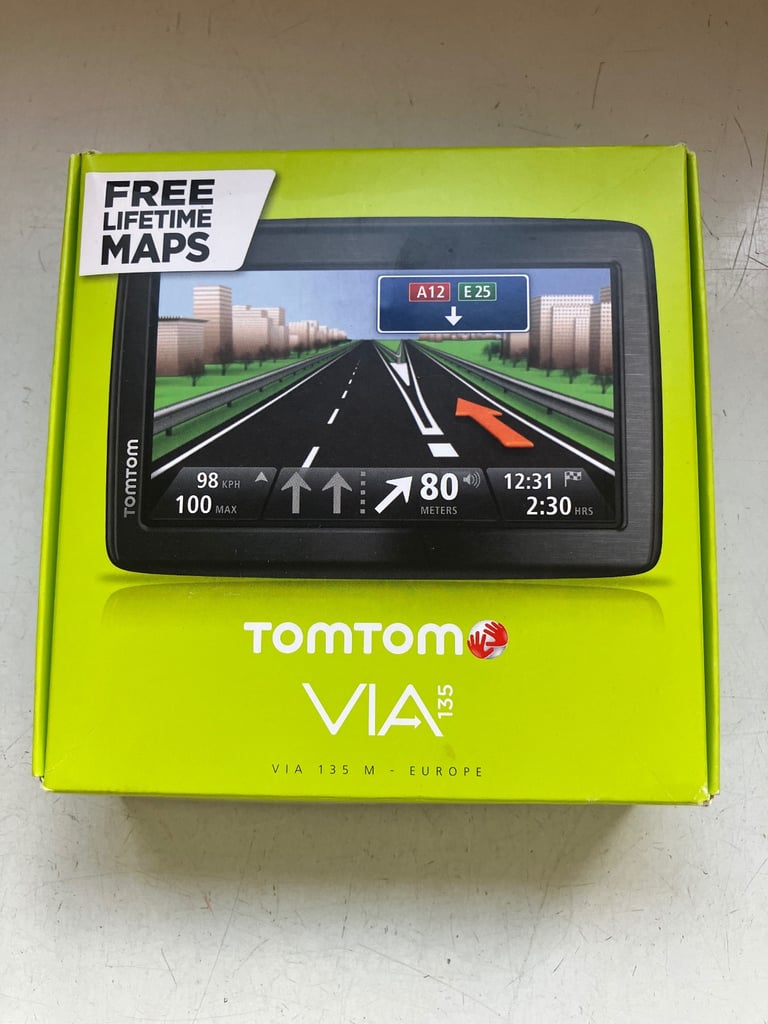 FREE
LIFETIME
MAPS
A12 E 25
TOMTOM
98 KPH
100 MAX
80
METERS
12:31
2:30 HRS
TOMTOM
VIA 135
VIA 135 M - EUROPE